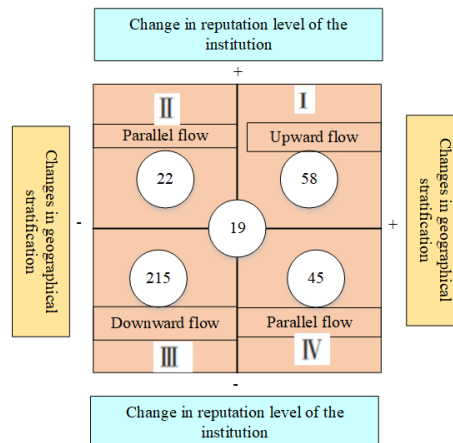 Change in reputation level of the
institution
+
Ⅱ
I
Parallel flow
Upward flow
22
58
Changes in geographical
stratification
-
19
+
Changes in geographical
stratification
215
45
Downward flow
Parallel flow
Ⅲ
Ⅳ
-
Change in reputation level of the
institution